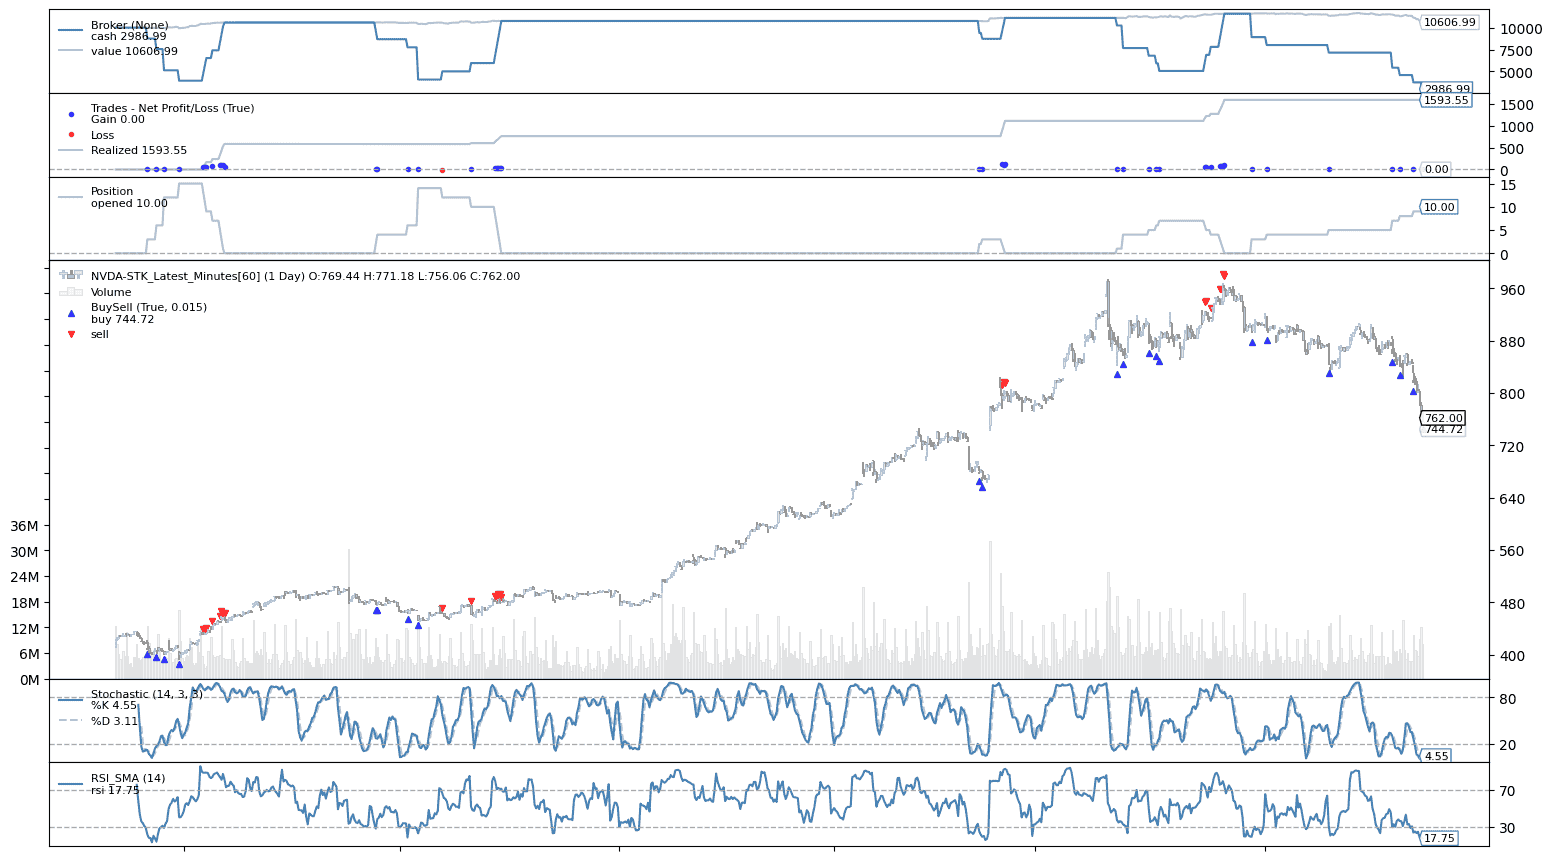 Broker (None)
cash 2986.99
value 10606.99
10606.99
10000
7500
5000
2986.99
Trades - Net Profit/Loss (True)
Gain 0.00
Loss
Realized 1593.55
1593.55
1500
1000
500
0
0.00
Position
opened 10.00
15
10.00
10
5
0
NVDA-STK_Latest_Minutes[60] (1 Day) O:769.44 H:771.18 L:756.06 C:762.00
Volume
BuySell (True, 0.015)
buy 744.72
sell
960
880
800
762.00
744.72
720
640
560
480
400
36M
30M
24M
18M
12M
6M
0M
Stochastic (14, 3, 3)
%K 4.55
%D 3.11
80
20
4.55
RSI_SMA (14)
rsi 17.75
70
30
17.75